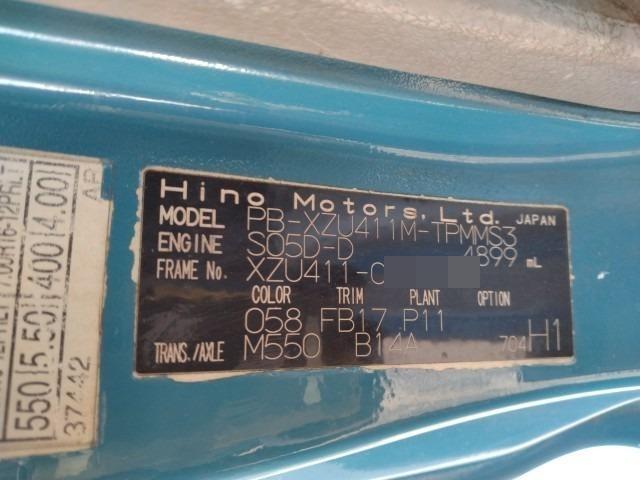 Hino Motors, Ltd. JAPAN
MODEL PB-XZU411M-TPMMS3
ENGINE S05D-D 4899 mL
FRAME No. XZU411-0
COLOR TRIM PLANT OPTION
058 FB17 P11
TRANS./AXLE M550 B14A 704 H1
550 5.50 400 4.00
37442